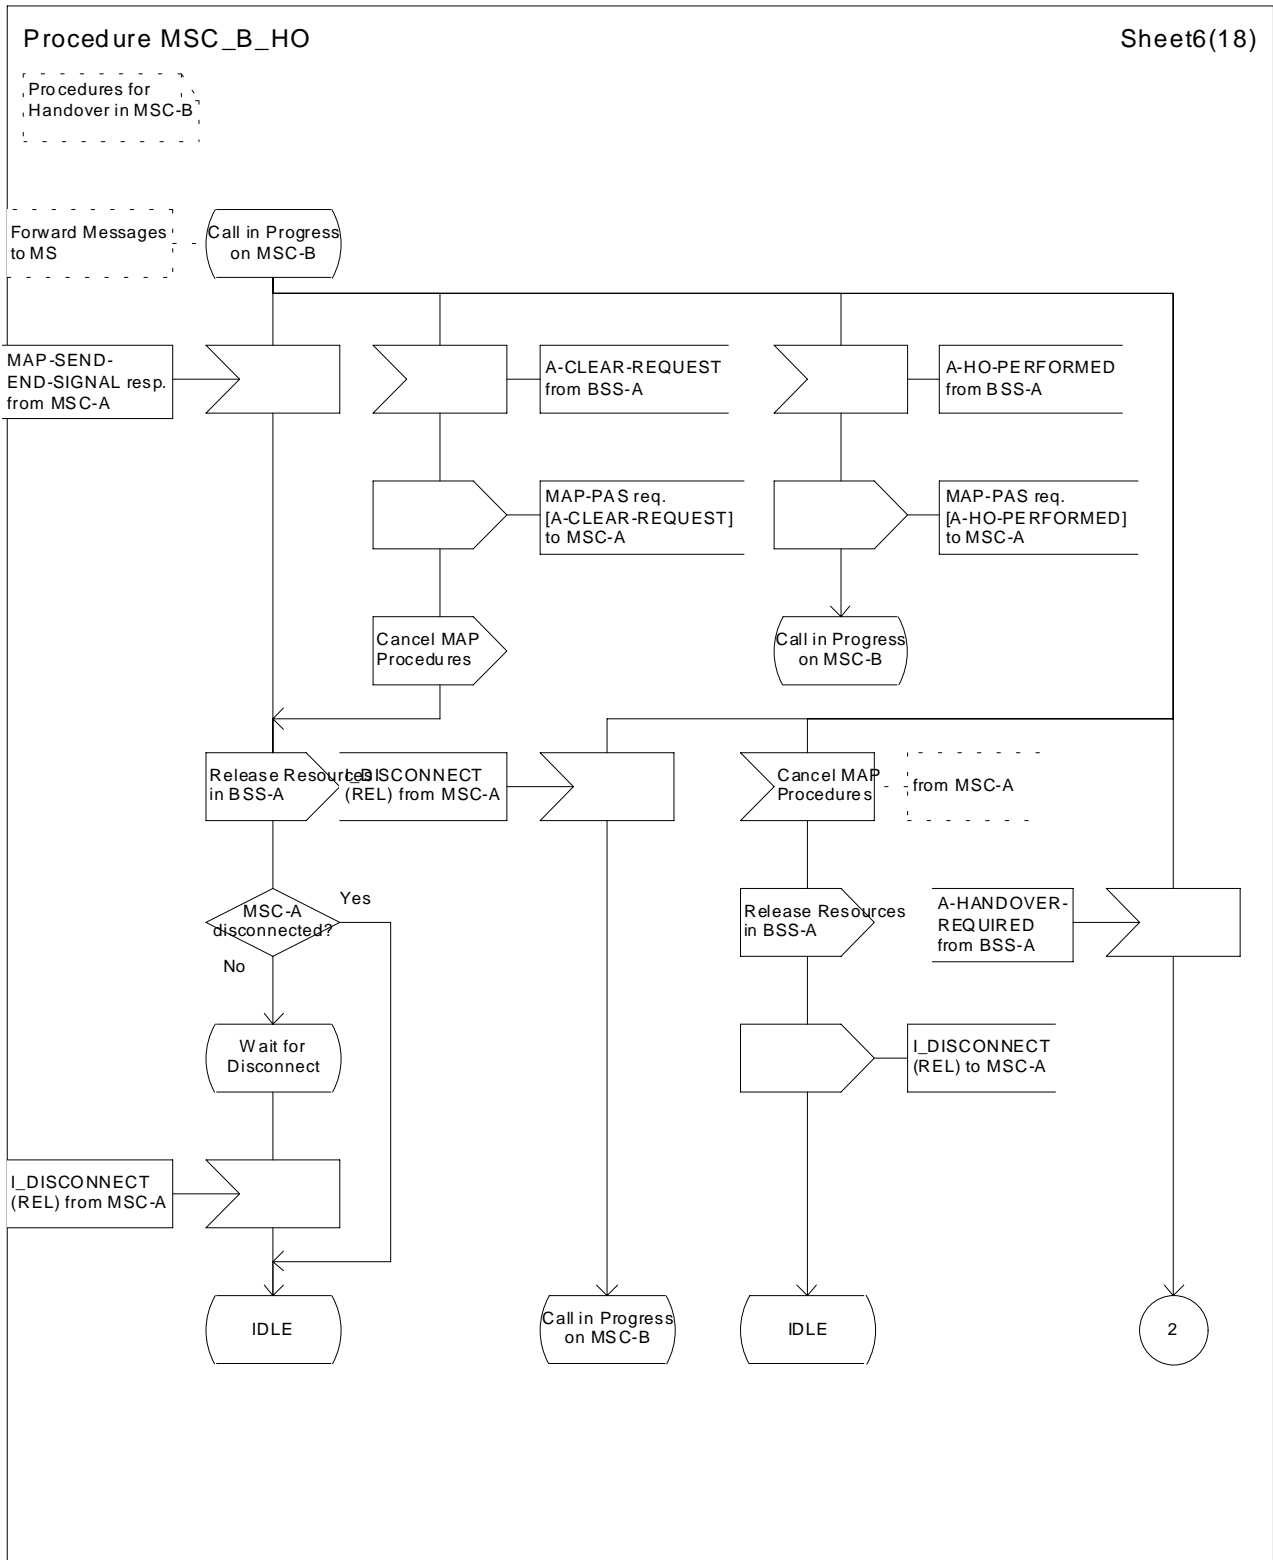 Procedure MSC_B_HO
Sheet6(18)
Procedures for
Handover in MSC-B
Forward Messages
to MS
Call in Progress
on MSC-B
MAP-SEND-
END-SIGNAL resp.
from MSC-A
A-CLEAR-REQUEST
from BSS-A
A-HO-PERFORMED
from BSS-A
MAP-PAS req.
[A-CLEAR-REQUEST]
to MSC-A
MAP-PAS req.
[A-HO-PERFORMED]
to MSC-A
Cancel MAP
Procedures
Call in Progress
on MSC-B
Release Resources
in BSS-A
I_DISCONNECT
(REL) from MSC-A
Cancel MAP
Procedures
from MSC-A
MSC-A
disconnected?
Yes
No
Release Resources
in BSS-A
A-HANDOVER-
REQUIRED
from BSS-A
Wait for
Disconnect
I_DISCONNECT
(REL) to MSC-A
I_DISCONNECT
(REL) from MSC-A
IDLE
Call in Progress
on MSC-B
IDLE
2